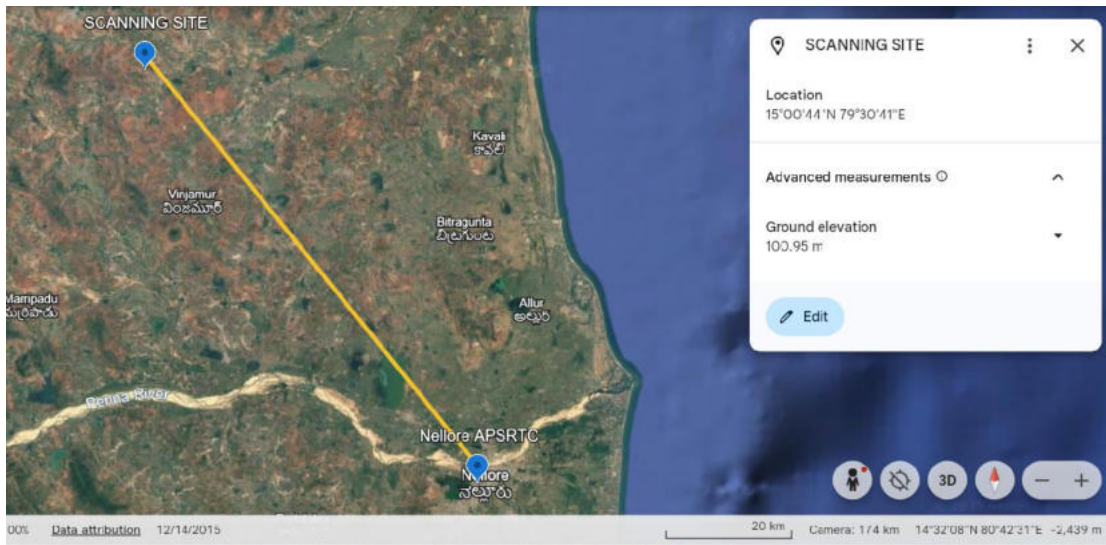 SCANNING SITE
Kavali
కావలి
Vinjamur
వింజమూర్
Bitragunta
బిట్రగుంట
Allur
అల్లూరు
Penna River
Nellore APSRTC
Nellore
నెల్లూరు
SCANNING SITE
Location
15°00'44"N 79°30'41"E
Advanced measurements
Ground elevation
100.95 m
Edit
3D
00% Data attribution 12/14/2015 20 km Camera: 174 km 14°32'08"N 80°42'31"E -2,439 m